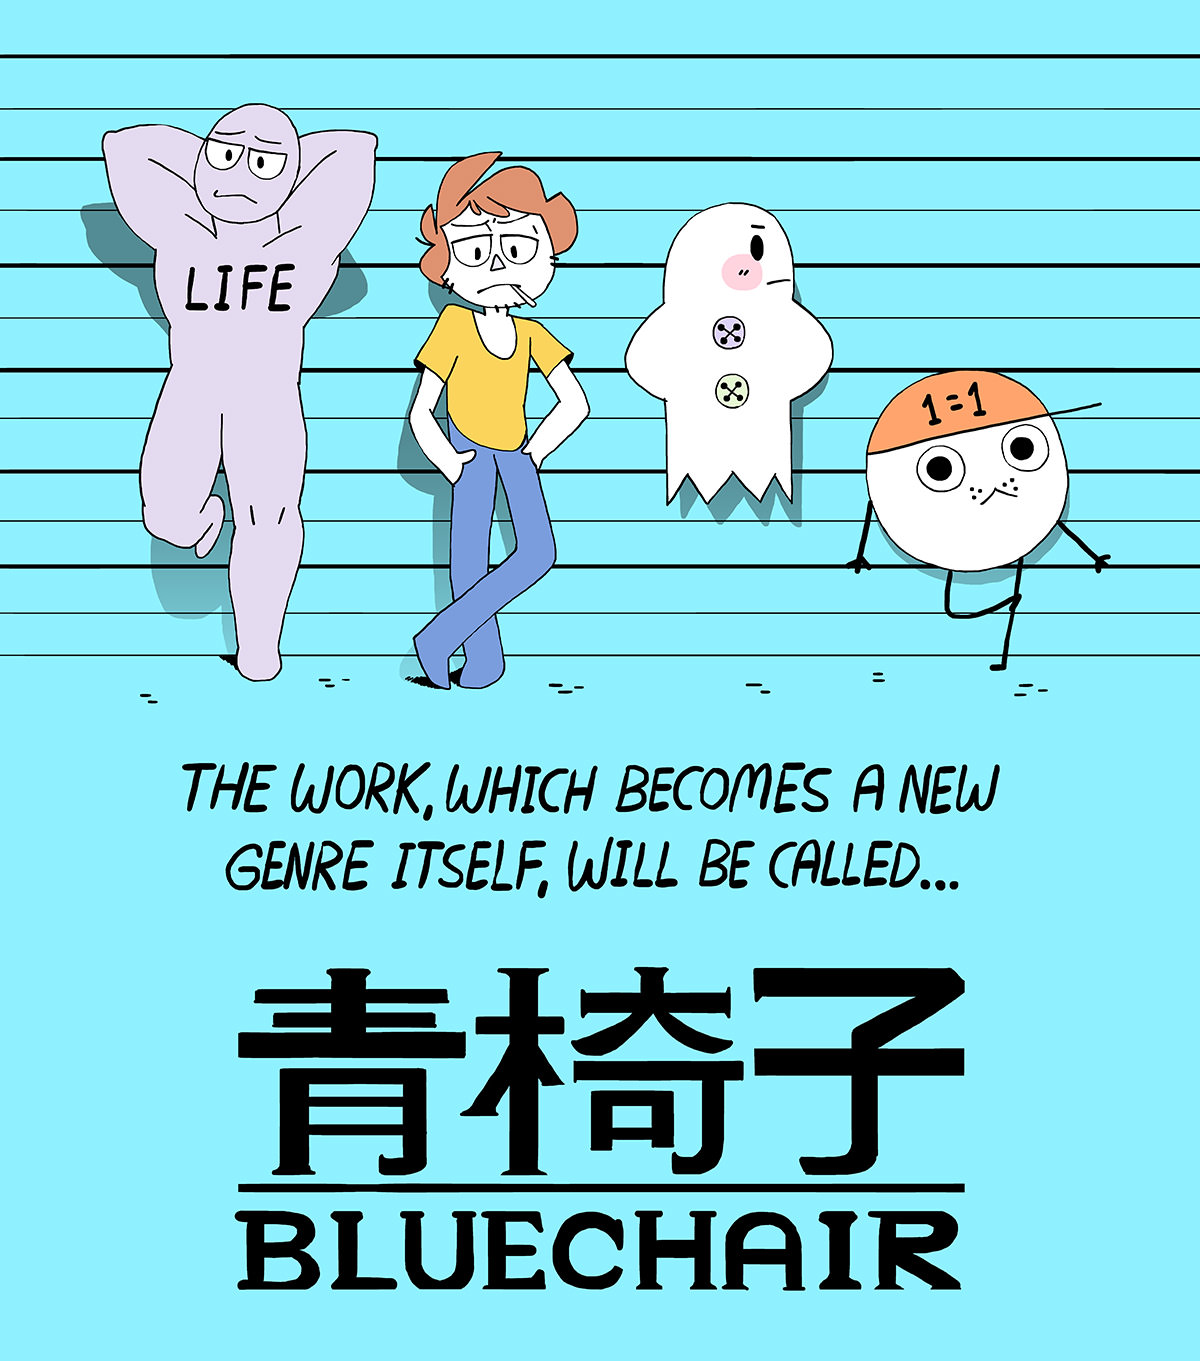 LIFE
1=1
THE WORK, WHICH BECOMES A NEW
GENRE ITSELF, WILL BE CALLED...
青椅子
BLUECHAIR